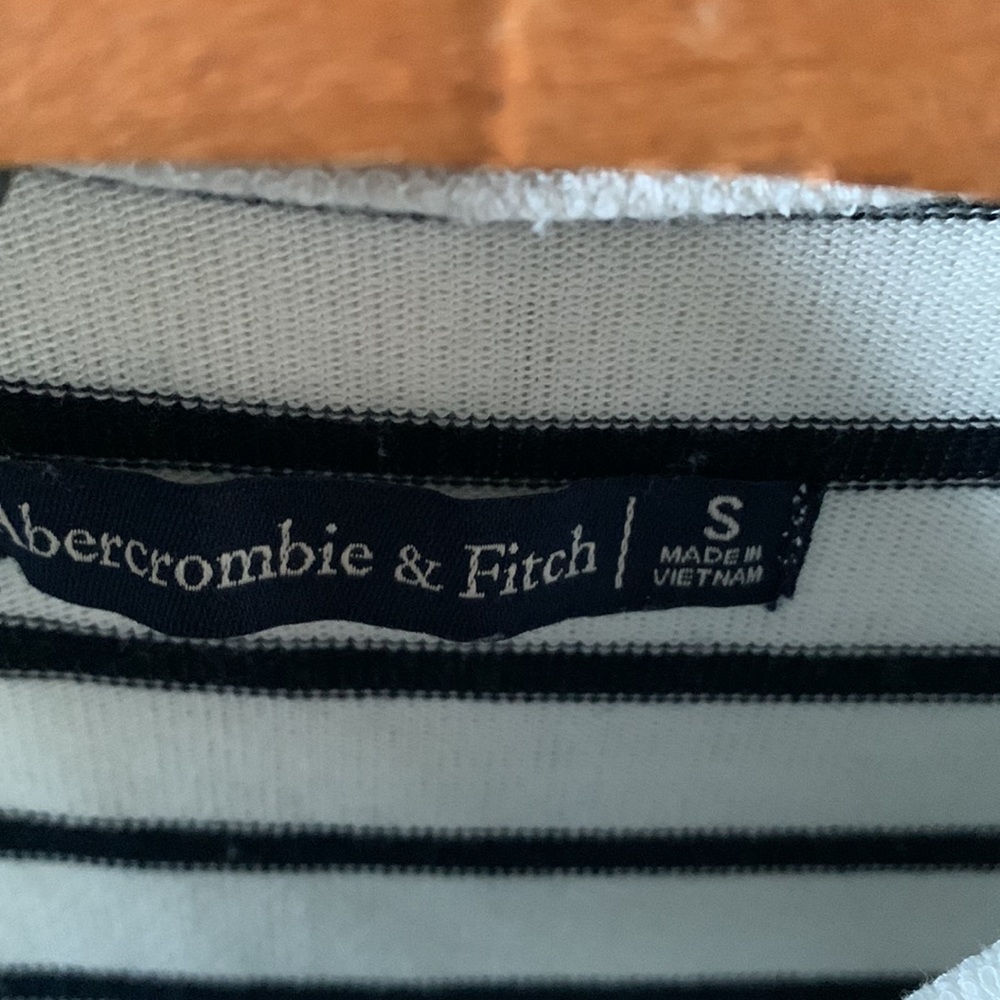 Abercrombie & Fitch
S
MADE IN
VIETNAM